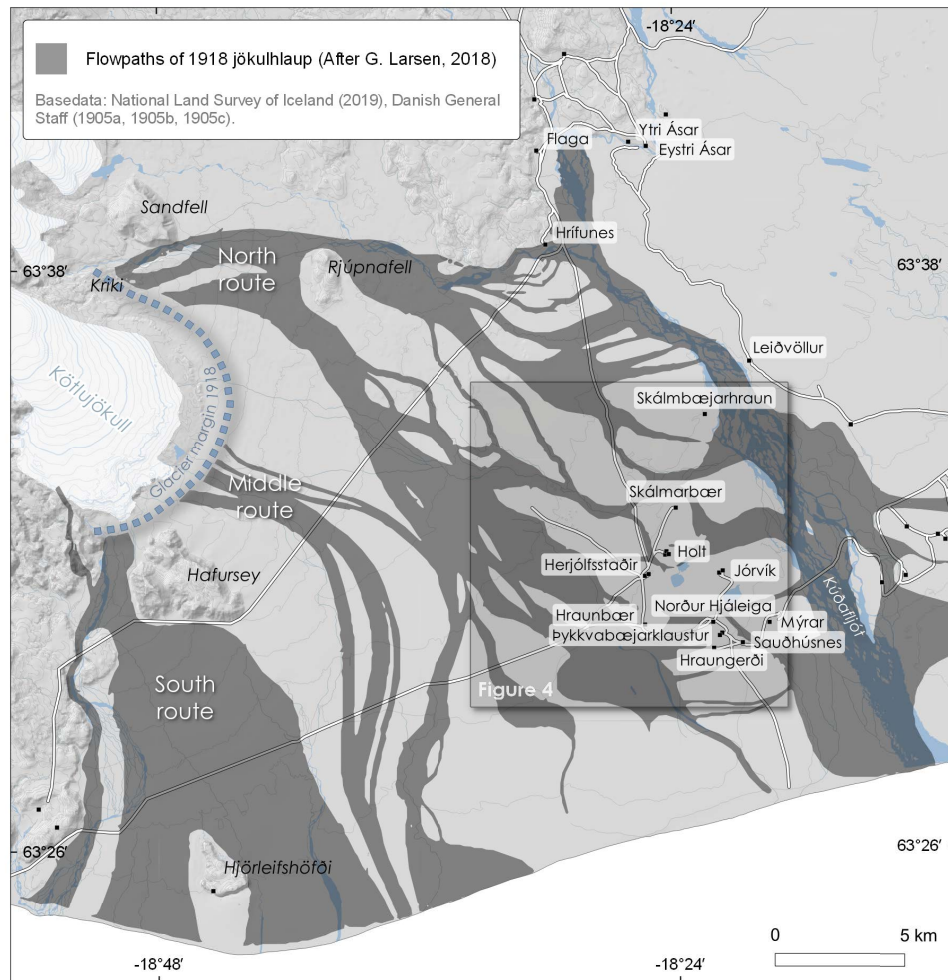 -18°24'
Flowpaths of 1918 jökulhlaup (After G. Larsen, 2018)
Basedata: National Land Survey of Iceland (2019), Danish General
Staff (1905a, 1905b, 1905c).
Flaga
Ytri Ásar
Eystri Ásar
Sandfell
Hrífunes
63°38'
North
route
Rjúpnafell
63°38'
Kriki
Leiðvöllur
Kötlujökull
Glacier margin 1918
Skálmbæjarhraun
Middle
route
Skálmarbær
Hafursey
Holt
Herjólfsstaðir
Jórvík
Hraunbær
Norður Hjáleiga
Mýrar
Kúðafljót
Þykkvabæjarklaustur
Sauðhúsnes
Hraungerði
South
route
Figure 4
63°26'
63°26'
Hjörleifshöfði
0
5 km
-18°48'
-18°24'